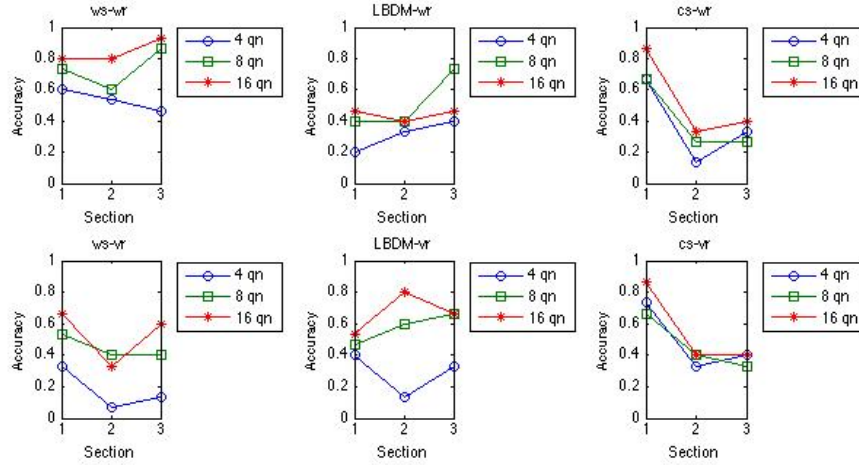 ws-wr
1
0.8
0.6
0.4
0.2
0
Accuracy
1 2 3
Section
4 qn
8 qn
16 qn
LBDM-wr
1
0.8
0.6
0.4
0.2
0
Accuracy
1 2 3
Section
4 qn
8 qn
16 qn
cs-wr
1
0.8
0.6
0.4
0.2
0
Accuracy
1 2 3
Section
4 qn
8 qn
16 qn
ws-vr
1
0.8
0.6
0.4
0.2
0
Accuracy
1 2 3
Section
4 qn
8 qn
16 qn
LBDM-vr
1
0.8
0.6
0.4
0.2
0
Accuracy
1 2 3
Section
4 qn
8 qn
16 qn
cs-vr
1
0.8
0.6
0.4
0.2
0
Accuracy
1 2 3
Section
4 qn
8 qn
16 qn